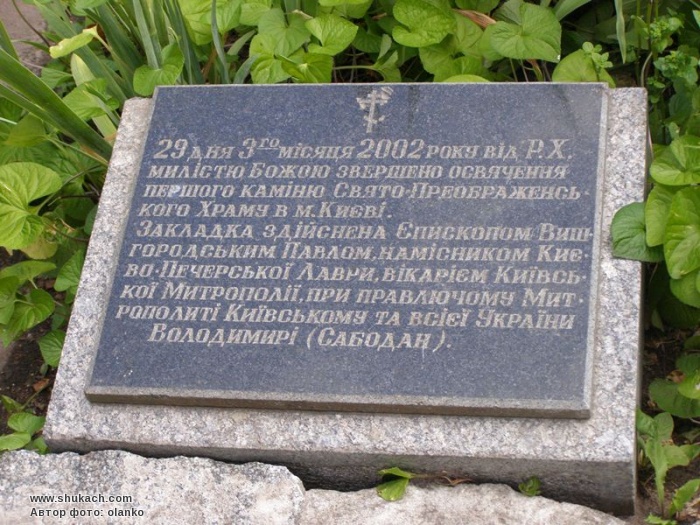 29 дня 3го місяця 2002 року від Р.Х.
милістю Божою звершено освячення
першого каміню Свято-Преображенсь-
кого Храму в м.Києві.
Закладка здійснена Єпископом Виш-
городським Павлом, намісником Киє-
во-Печерської Лаври, вікарієм Київсь-
кої Митрополії, при правлючому Мит-
рополиті Київському та всієї України
Володимирі (Сабодан).
www.shukach.com
Автор фото: olanko